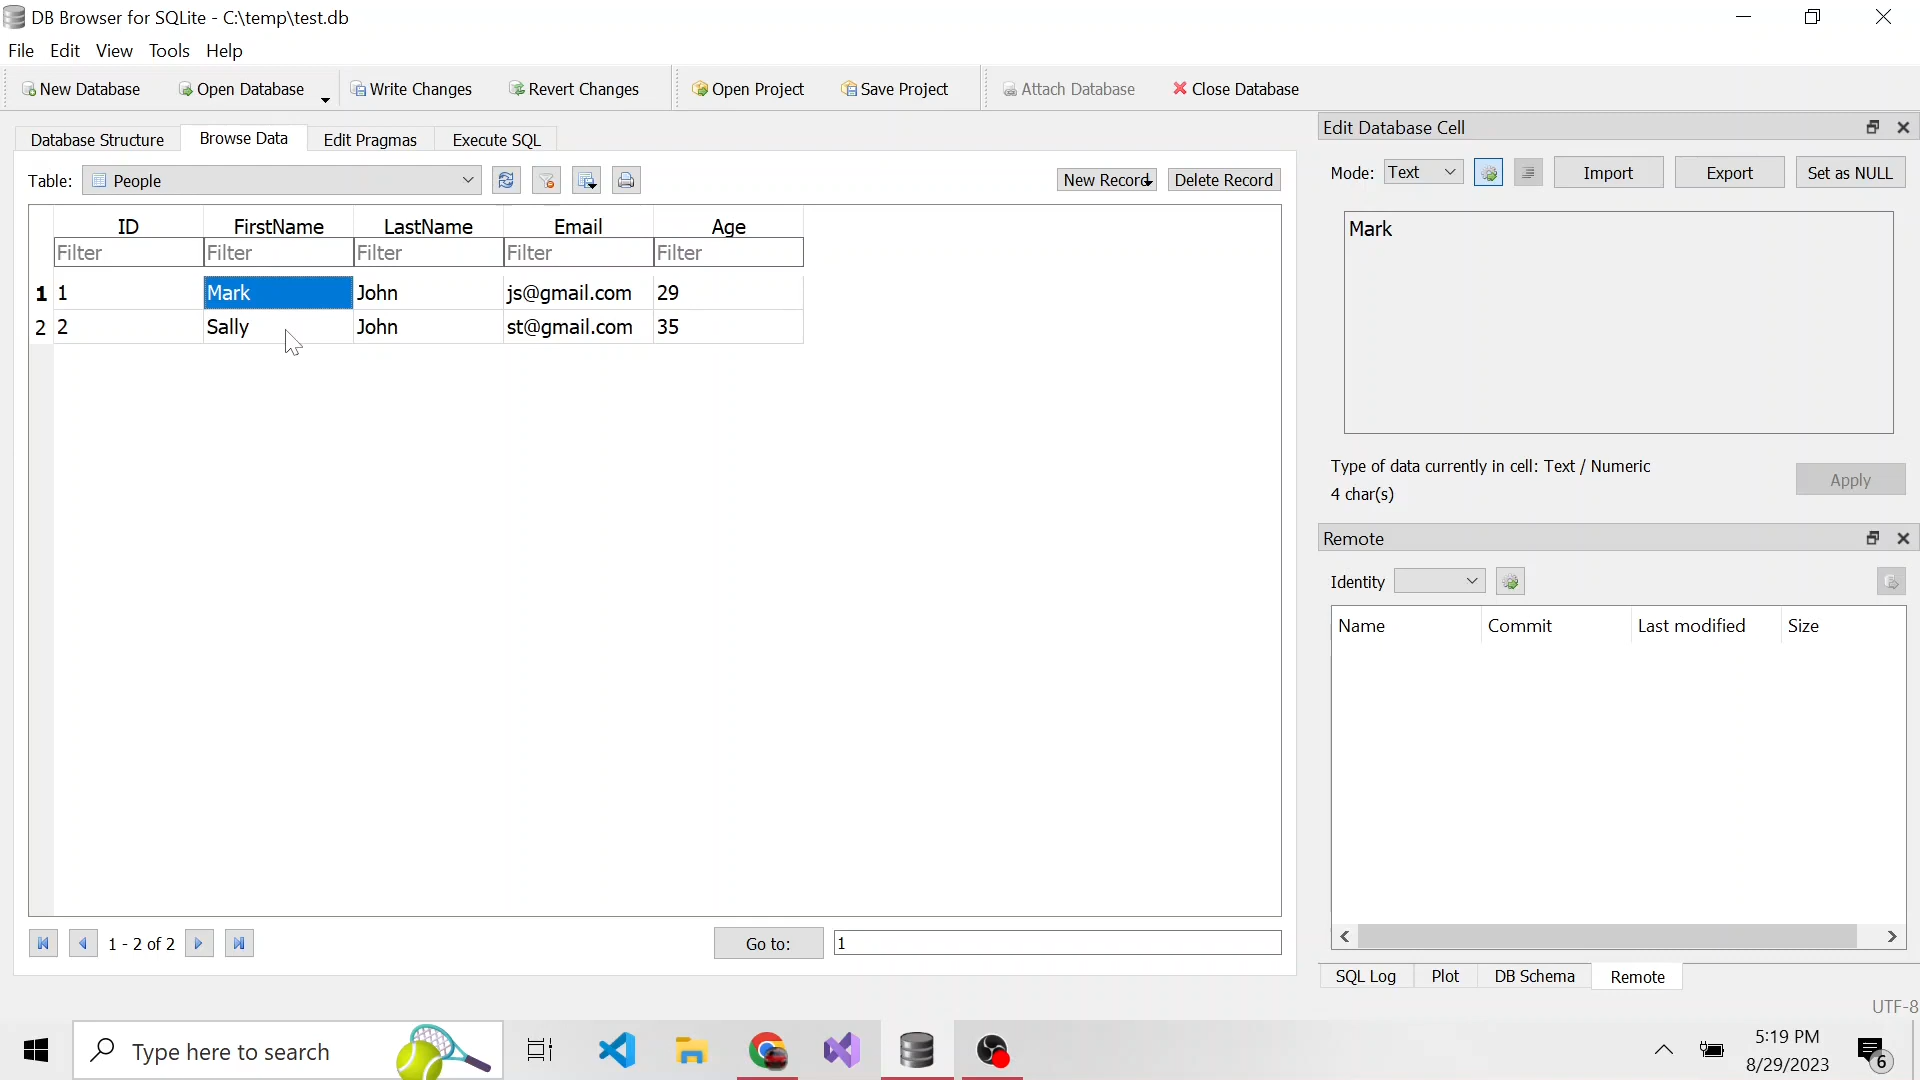 DB Browser for SQLite - C:\temp\test.db
File Edit View Tools Help
New Database Open Database Write Changes Revert Changes Open Project Save Project Attach Database Close Database
Database Structure Browse Data Edit Pragmas Execute SQL
Table: People New Record Delete Record
ID FirstName LastName Email Age
Filter Filter Filter Filter Filter
1 1 Mark John js@gmail.com 29
2 2 Sally John st@gmail.com 35
1 - 2 of 2 Go to: 1
Edit Database Cell
Mode: Text Import Export Set as NULL
Mark
Type of data currently in cell: Text / Numeric
4 char(s)
Apply
Remote
Identity
Name Commit Last modified Size
SQL Log Plot DB Schema Remote
UTF-8
Type here to search
5:19 PM
8/29/2023
6